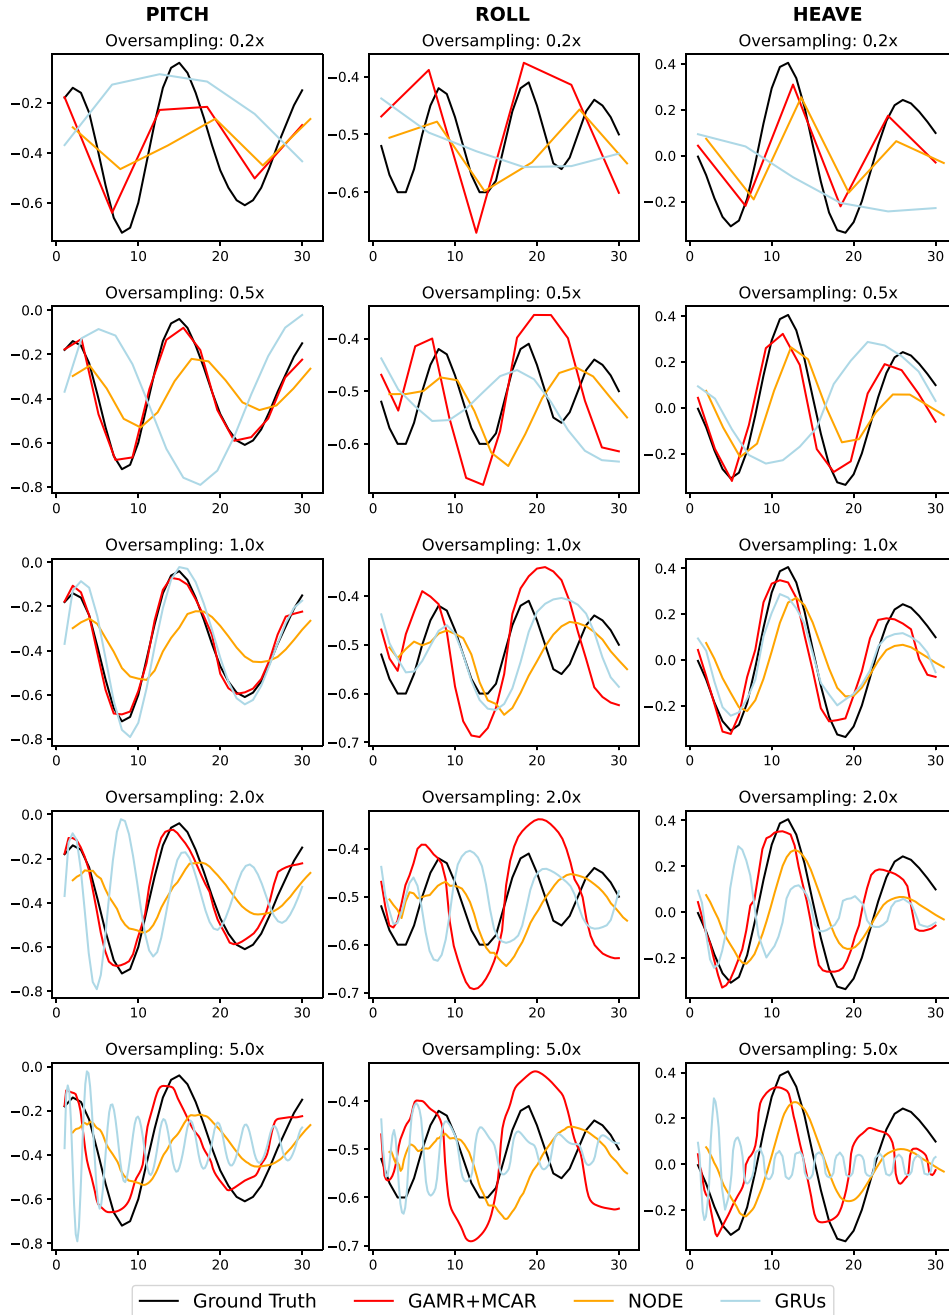 PITCH ROLL HEAVE
Oversampling: 0.2x Oversampling: 0.2x Oversampling: 0.2x
−0.2
−0.4
−0.6
0 10 20 30
−0.4
−0.5
−0.6
0 10 20 30
0.4
0.2
0.0
−0.2
0 10 20 30
Oversampling: 0.5x Oversampling: 0.5x Oversampling: 0.5x
0.0
−0.2
−0.4
−0.6
−0.8
0 10 20 30
−0.4
−0.5
−0.6
0 10 20 30
0.4
0.2
0.0
−0.2
0 10 20 30
Oversampling: 1.0x Oversampling: 1.0x Oversampling: 1.0x
0.0
−0.2
−0.4
−0.6
−0.8
0 10 20 30
−0.4
−0.5
−0.6
−0.7
0 10 20 30
0.4
0.2
0.0
−0.2
0 10 20 30
Oversampling: 2.0x Oversampling: 2.0x Oversampling: 2.0x
0.0
−0.2
−0.4
−0.6
−0.8
0 10 20 30
−0.4
−0.5
−0.6
−0.7
0 10 20 30
0.4
0.2
0.0
−0.2
0 10 20 30
Oversampling: 5.0x Oversampling: 5.0x Oversampling: 5.0x
0.0
−0.2
−0.4
−0.6
−0.8
0 10 20 30
−0.4
−0.5
−0.6
−0.7
0 10 20 30
0.4
0.2
0.0
−0.2
0 10 20 30
Ground Truth GAMR+MCAR NODE GRUs